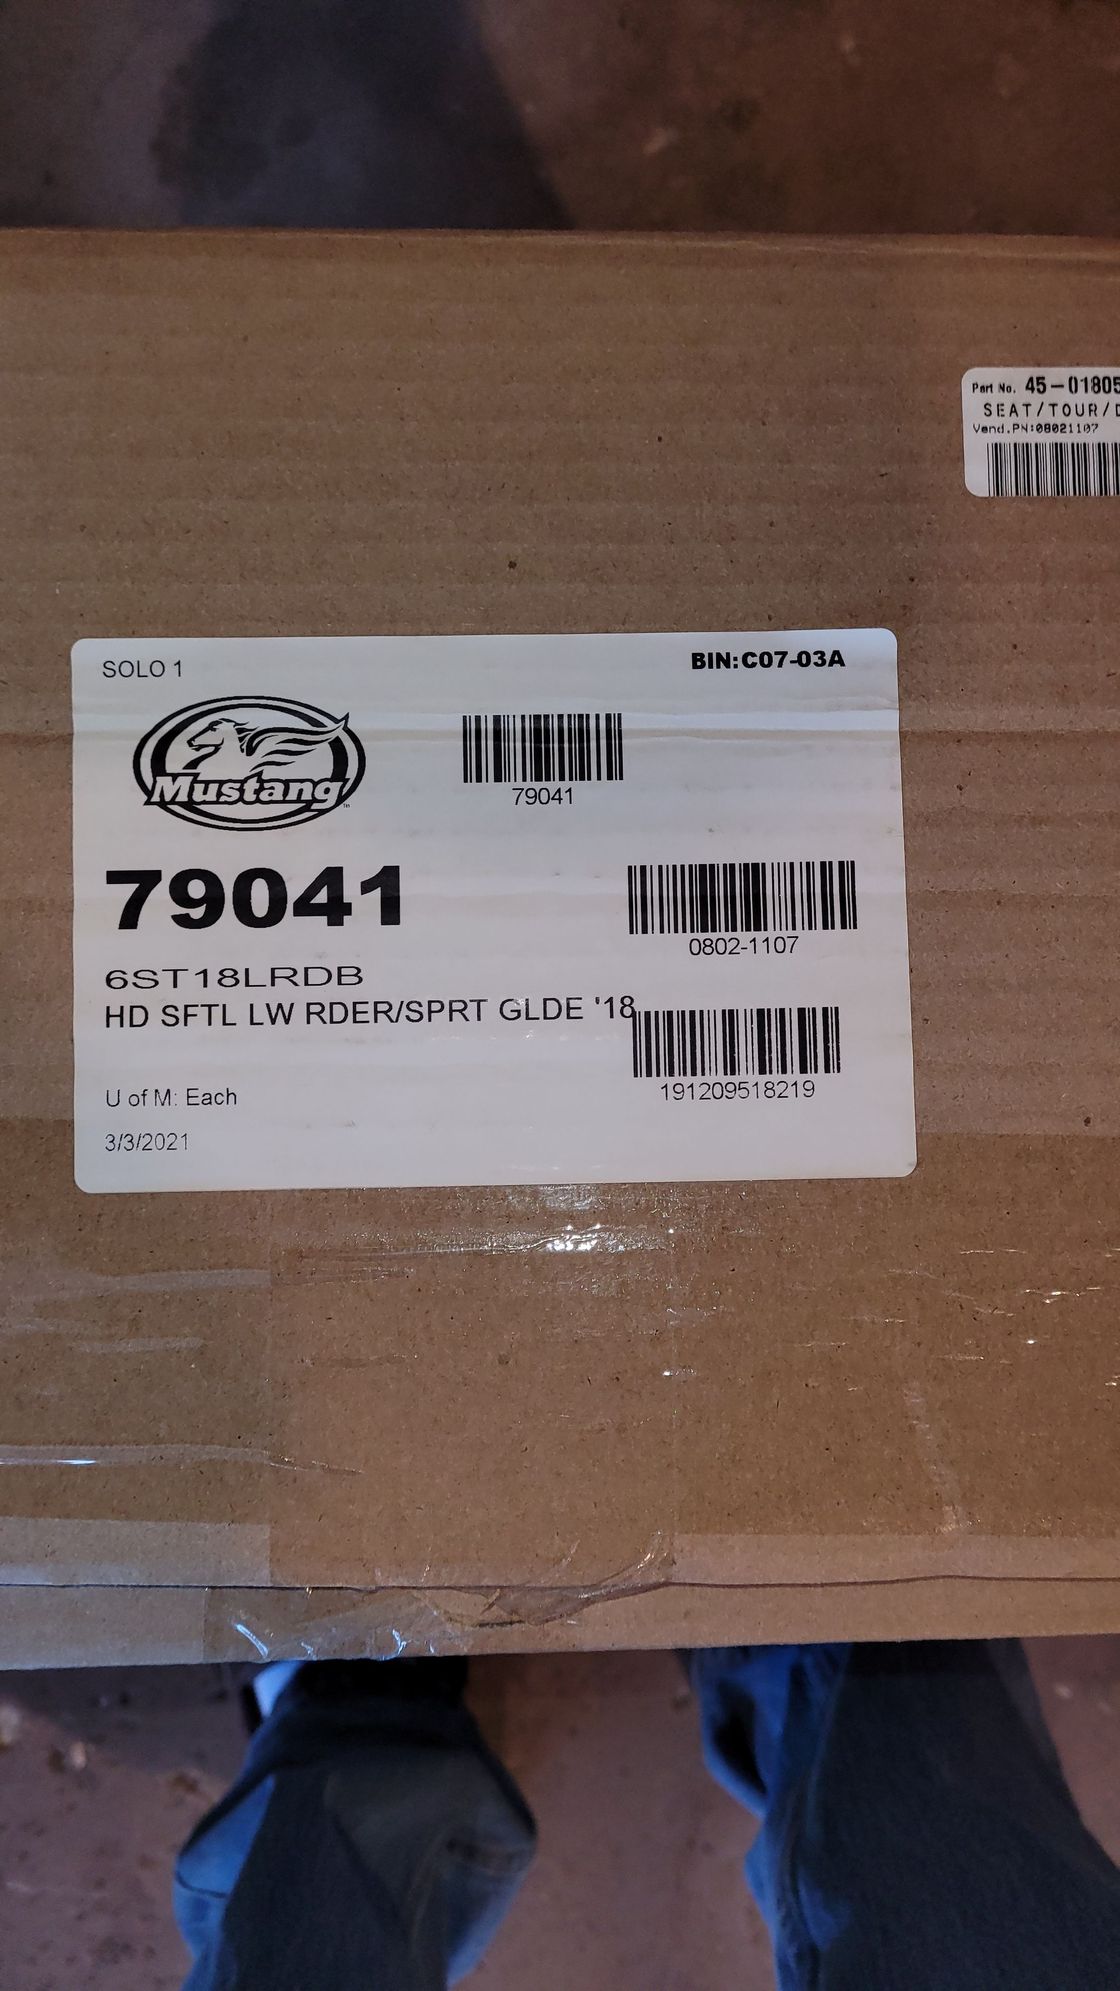 Part No. 45-01805
SEAT/TOUR/D
Vend.PN:08021107
SOLO 1
BIN:C07-03A
Mustang
79041
79041
0802-1107
6ST18LRDB
HD SFTL LW RDER/SPRT GLDE '18
191209518219
U of M: Each
3/3/2021